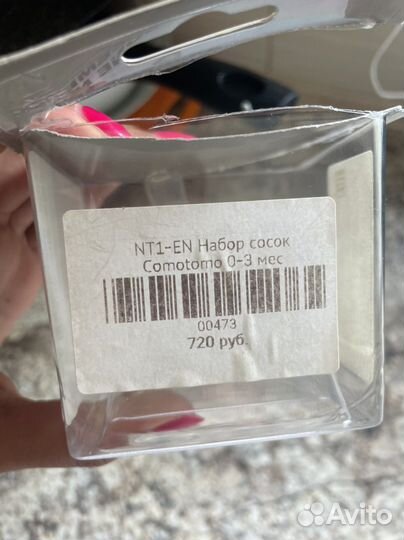 NT1-EN Набор сосок
Comotomo 0-3 мес
00473
720 руб.
Avito